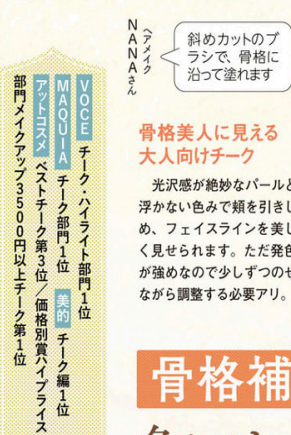 ヘアメイク
NANAさん
斜めカットのブ
ラシで、骨格に
沿って塗れます
骨格美人に見える
大人向けチーク
光沢感が絶妙なパールと
浮かない色みで頬を引きし
め、フェイスラインを美し
く見せられます。ただ発色
が強めなので少しずつのせ
ながら調整する必要アリ。
VOCE チーク・ハイライト部門1位
MAQUIA チーク部門1位 美的 チーク編1位
アットコスメ ベストチーク第3位/価格別賞ハイプライス
部門メイクアップ3500円以上チーク第1位
骨格補